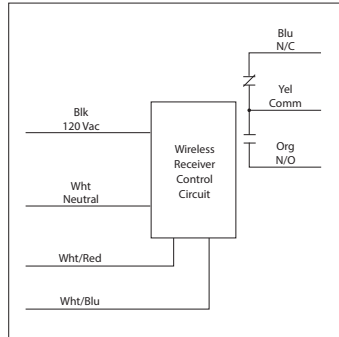 Blu
N/C
Yel
Comm
Org
N/O
Blk
120 Vac
Wht
Neutral
Wht/Red
Wht/Blu
Wireless
Receiver
Control
Circuit